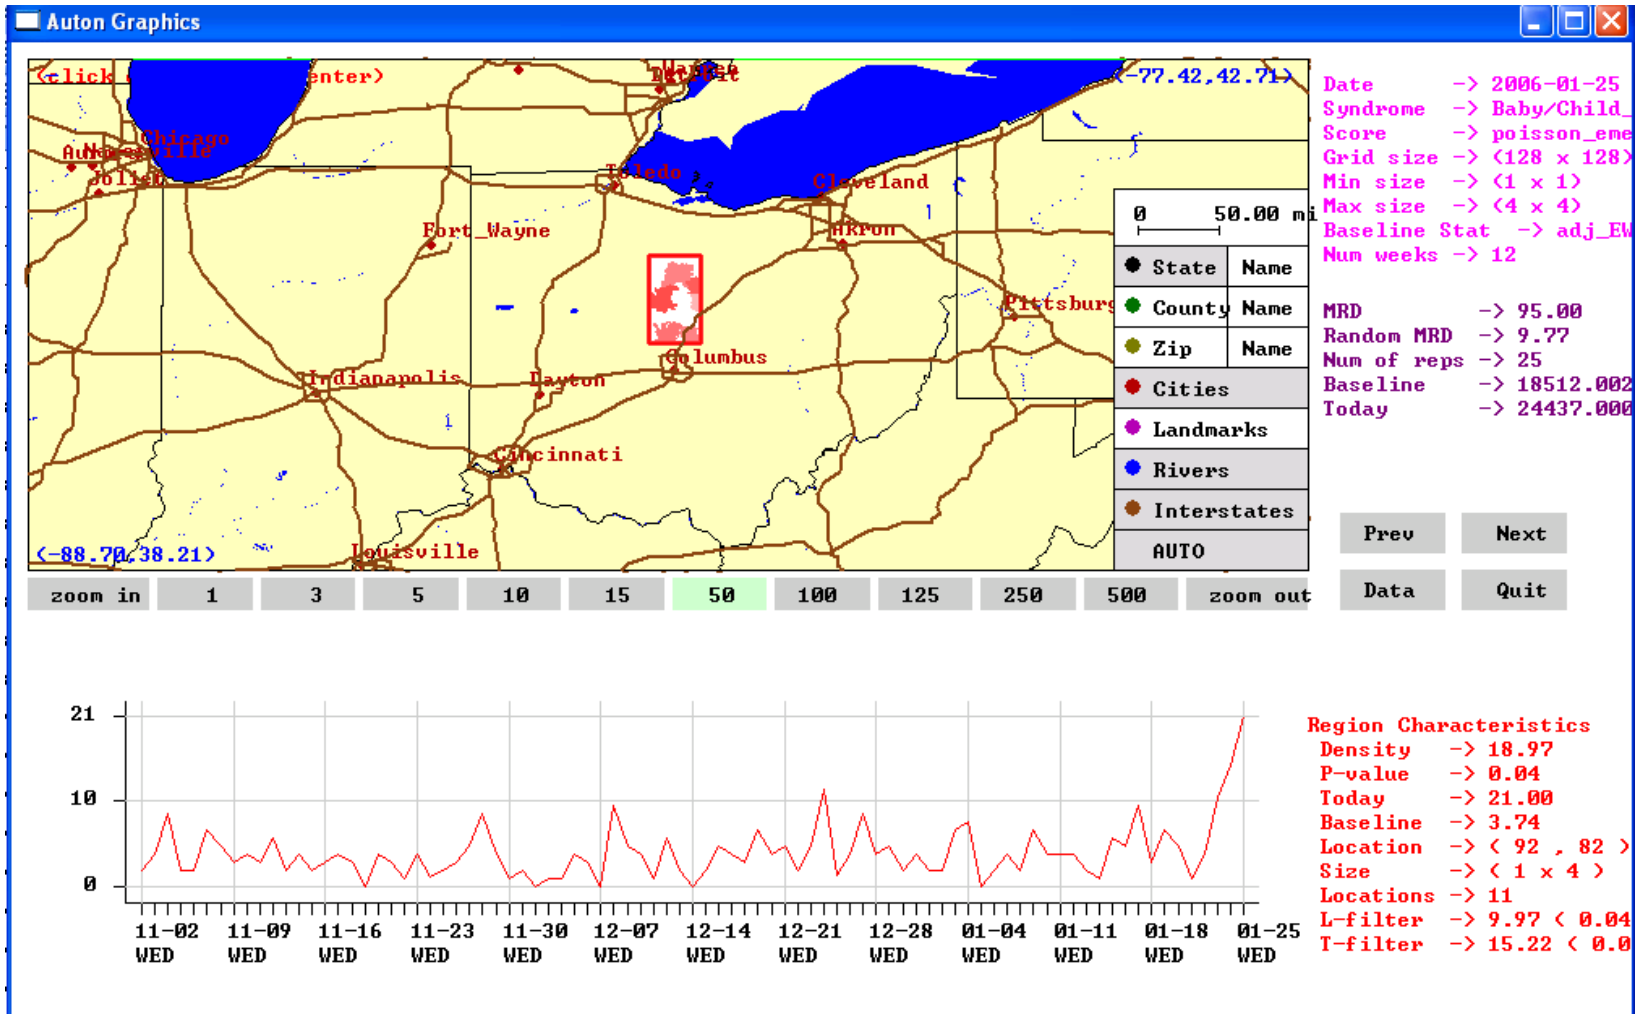 Auton Graphics
(click enter)
(-77.42,42.71)
Detroit
Chicago
Joliet
Toledo
Cleveland
Fort_Wayne
Akron
Pittsburg
Columbus
Indianapolis
Dayton
Cincinnati
Louisville
(-88.70,38.21)
0 50.00 mi
State Name
County Name
Zip Name
Cities
Landmarks
Rivers
Interstates
AUTO
Date -> 2006-01-25
Syndrome -> Baby/Child_
Score -> poisson_eme
Grid size -> (128 x 128)
Min size -> (1 x 1)
Max size -> (4 x 4)
Baseline Stat -> adj_EW
Num weeks -> 12
MRD -> 95.00
Random MRD -> 9.77
Num of reps -> 25
Baseline -> 18512.002
Today -> 24437.000
Prev Next
Data Quit
zoom in 1 3 5 10 15 50 100 125 250 500 zoom out
21
10
0
11-02 11-09 11-16 11-23 11-30 12-07 12-14 12-21 12-28 01-04 01-11 01-18 01-25
WED WED WED WED WED WED WED WED WED WED WED WED WED
Region Characteristics
Density -> 18.97
P-value -> 0.04
Today -> 21.00
Baseline -> 3.74
Location -> ( 92 , 82 )
Size -> ( 1 x 4 )
Locations -> 11
L-filter -> 9.97 ( 0.04
T-filter -> 15.22 ( 0.0